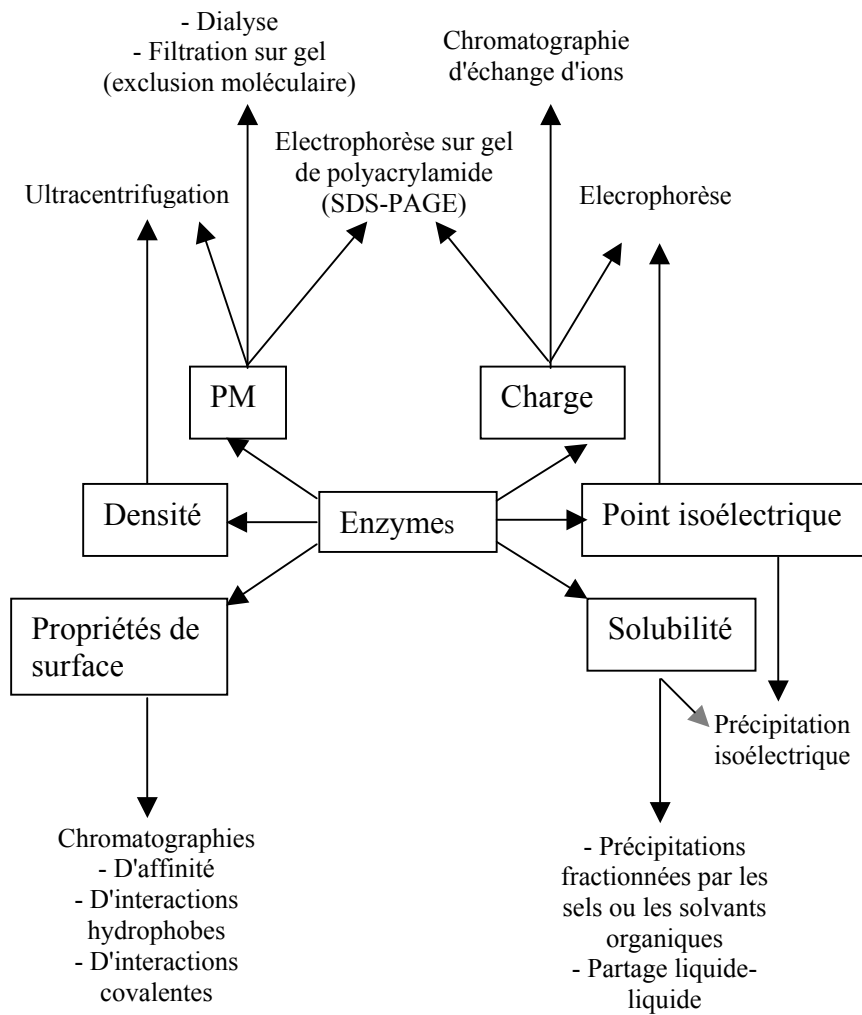 - Dialyse
- Filtration sur gel
(exclusion moléculaire)
Chromatographie
d'échange d'ions
Electrophorèse sur gel
de polyacrylamide
(SDS-PAGE)
Ultracentrifugation
Elecrophorèse
PM
Charge
Densité
Enzymes
Point isoélectrique
Propriétés de
surface
Solubilité
Précipitation
isoélectrique
Chromatographies
- D'affinité
- D'interactions
hydrophobes
- D'interactions
covalentes
- Précipitations
fractionnées par les
sels ou les solvants
organiques
- Partage liquide-
liquide